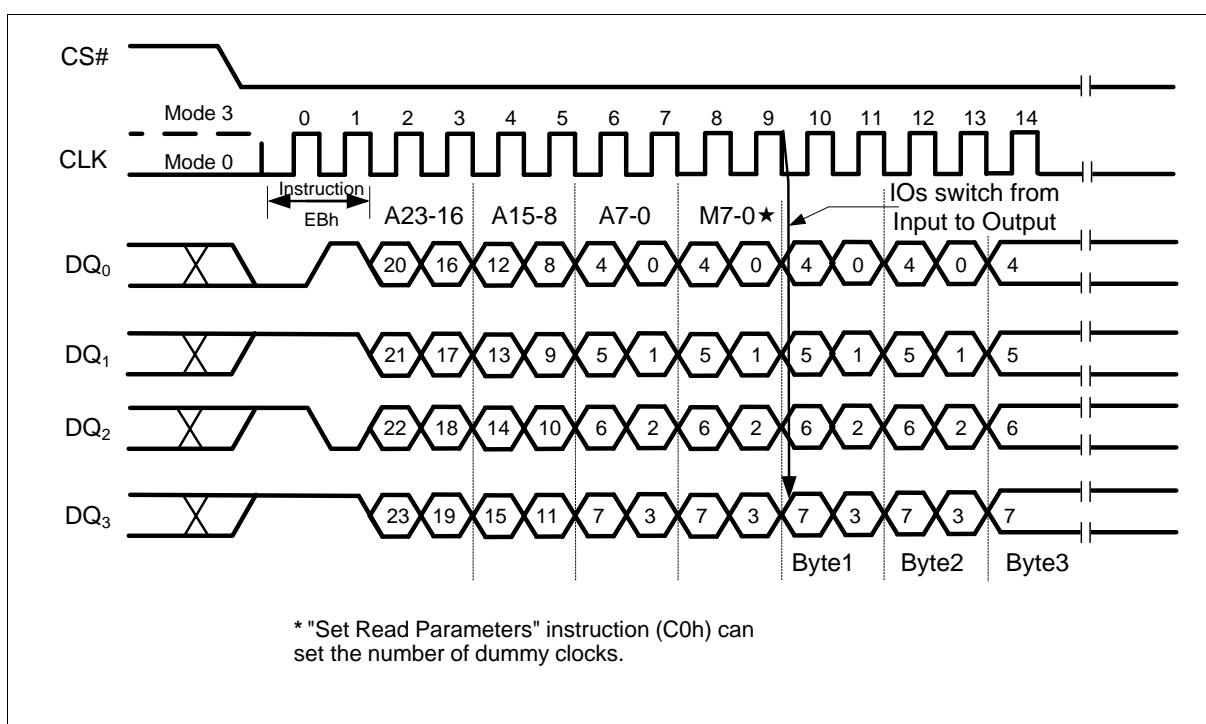 CS#
Mode 3
0 1 2 3 4 5 6 7 8 9 10 11 12 13 14
CLK
Mode 0
Instruction
EBh
A23-16 A15-8 A7-0 M7-0★
IOs switch from
Input to Output
DQ0 20 16 12 8 4 0 4 0 4 0 4 0 4
DQ1 21 17 13 9 5 1 5 1 5 1 5 1 5
DQ2 22 18 14 10 6 2 6 2 6 2 6 2 6
DQ3 23 19 15 11 7 3 7 3 7 3 7 3 7
Byte1 Byte2 Byte3
* "Set Read Parameters" instruction (C0h) can
set the number of dummy clocks.